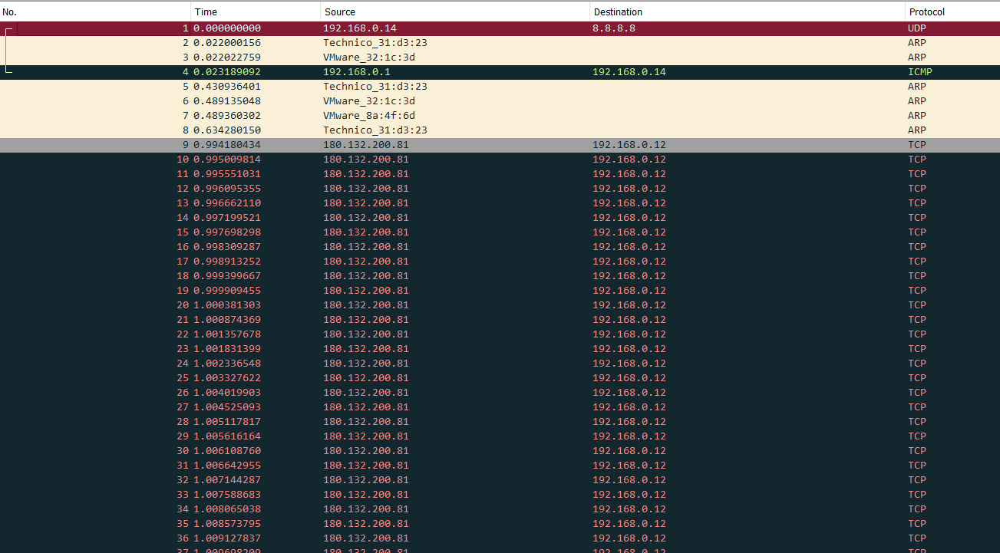 No. Time Source Destination Protocol
1 0.000000000 192.168.0.14 8.8.8.8 UDP
2 0.022000156 Technico_31:d3:23 ARP
3 0.022022759 VMware_32:1c:3d ARP
4 0.023189092 192.168.0.1 192.168.0.14 ICMP
5 0.430936401 Technico_31:d3:23 ARP
6 0.489135048 VMware_32:1c:3d ARP
7 0.489360302 VMware_8a:4f:6d ARP
8 0.634280150 Technico_31:d3:23 ARP
9 0.994180434 180.132.200.81 192.168.0.12 TCP
10 0.995009814 180.132.200.81 192.168.0.12 TCP
11 0.995551031 180.132.200.81 192.168.0.12 TCP
12 0.996095355 180.132.200.81 192.168.0.12 TCP
13 0.996662110 180.132.200.81 192.168.0.12 TCP
14 0.997199521 180.132.200.81 192.168.0.12 TCP
15 0.997698298 180.132.200.81 192.168.0.12 TCP
16 0.998309287 180.132.200.81 192.168.0.12 TCP
17 0.998913252 180.132.200.81 192.168.0.12 TCP
18 0.999399667 180.132.200.81 192.168.0.12 TCP
19 0.999909455 180.132.200.81 192.168.0.12 TCP
20 1.000381303 180.132.200.81 192.168.0.12 TCP
21 1.000874369 180.132.200.81 192.168.0.12 TCP
22 1.001357678 180.132.200.81 192.168.0.12 TCP
23 1.001831399 180.132.200.81 192.168.0.12 TCP
24 1.002336548 180.132.200.81 192.168.0.12 TCP
25 1.003327622 180.132.200.81 192.168.0.12 TCP
26 1.004019903 180.132.200.81 192.168.0.12 TCP
27 1.004525093 180.132.200.81 192.168.0.12 TCP
28 1.005117817 180.132.200.81 192.168.0.12 TCP
29 1.005616164 180.132.200.81 192.168.0.12 TCP
30 1.006108760 180.132.200.81 192.168.0.12 TCP
31 1.006642955 180.132.200.81 192.168.0.12 TCP
32 1.007144287 180.132.200.81 192.168.0.12 TCP
33 1.007588683 180.132.200.81 192.168.0.12 TCP
34 1.008065038 180.132.200.81 192.168.0.12 TCP
35 1.008573795 180.132.200.81 192.168.0.12 TCP
36 1.009127837 180.132.200.81 192.168.0.12 TCP
37 1.009698209 180.132.200.81 192.168.0.12 TCP